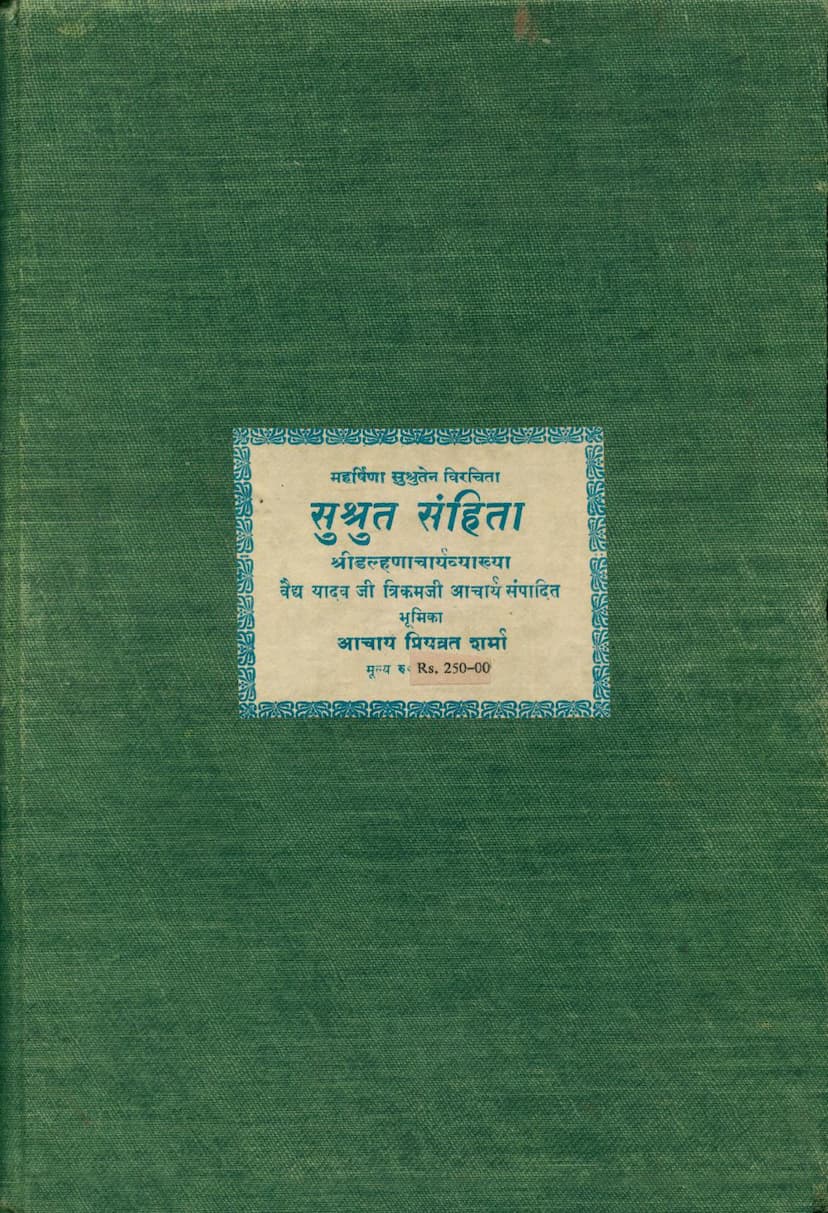 महर्षिणा सुश्रुतेन विरचिता
सुश्रुत संहिता
श्रीडल्हणाचार्यव्याख्या
वैद्य यादव जी त्रिकमजी आचार्य संपादित
भूमिका
आचाय प्रियव्रत शर्मा
मूल्य Rs. 250-00